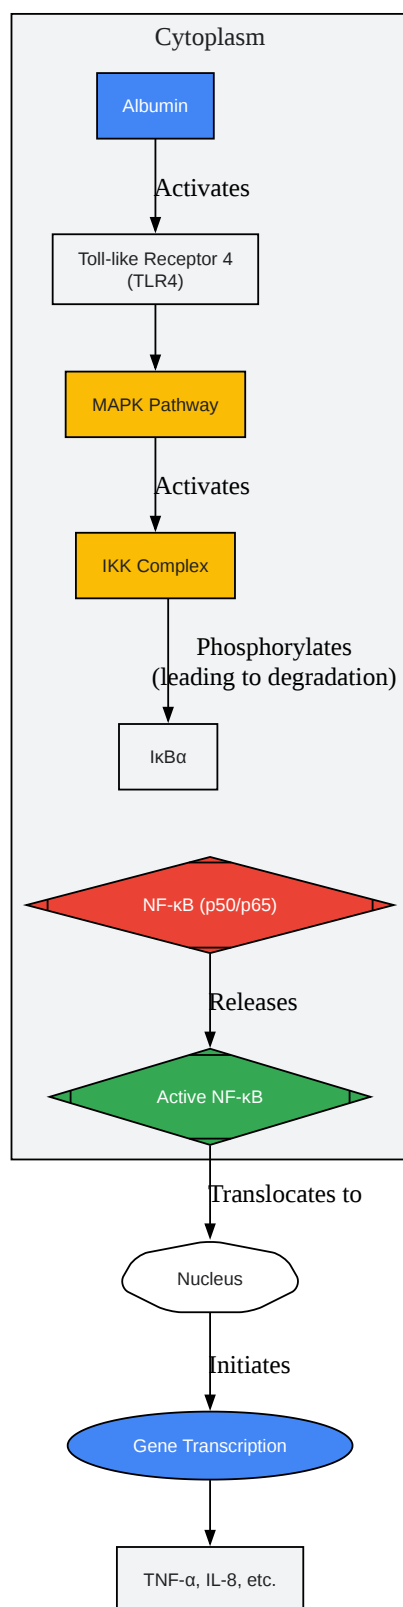 Cytoplasm
Albumin
Activates
Toll-like Receptor 4
(TLR4)
MAPK Pathway
Activates
IKK Complex
Phosphorylates
(leading to degradation)
IκBα
NF-κB (p50/p65)
Releases
Active NF-κB
Translocates to
Nucleus
Initiates
Gene Transcription
TNF-α, IL-8, etc.